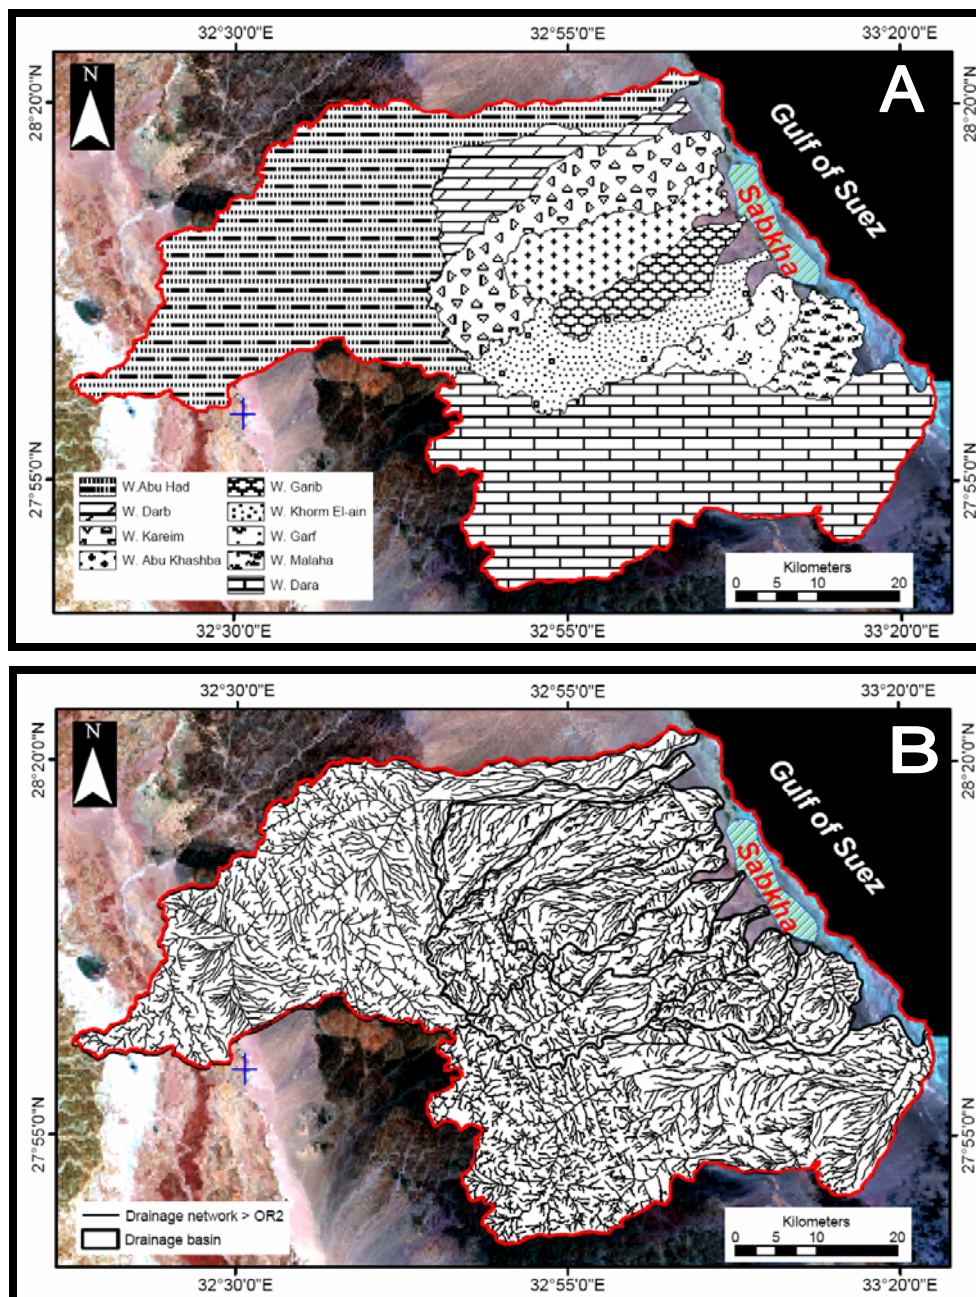 32°30'0"E 32°55'0"E 33°20'0"E
A
N
28°20'0"N
28°20'0"N
Gulf of Suez
Sabkha
27°55'0"N
27°55'0"N
W.Abu Had
W. Darb
W. Kareim
W. Abu Khashba
W. Garib
W. Khorm El-ain
W. Garf
W. Malaha
W. Dara
Kilometers
0 5 10 20
32°30'0"E 32°55'0"E 33°20'0"E
32°30'0"E 32°55'0"E 33°20'0"E
B
N
28°20'0"N
28°20'0"N
Gulf of Suez
Sabkha
27°55'0"N
27°55'0"N
Drainage network > OR2
Drainage basin
Kilometers
0 5 10 20
32°30'0"E 32°55'0"E 33°20'0"E